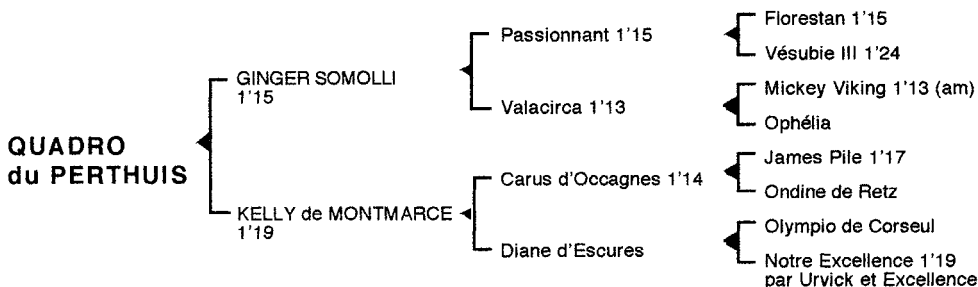 QUADRO
du PERTHUIS
GINGER SOMOLLI
1'15
KELLY de MONTMARCE
1'19
Passionnant 1'15
Valacirca 1'13
Carus d'Occagnes 1'14
Diane d'Escures
Florestan 1'15
Vésubie III 1'24
Mickey Viking 1'13 (am)
Ophélia
James Pile 1'17
Ondine de Retz
Olympio de Corseul
Notre Excellence 1'19
par Urvick et Excellence